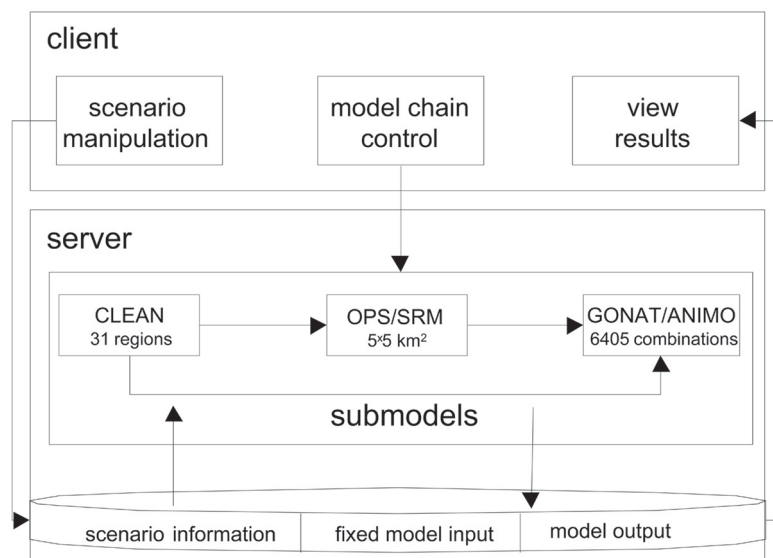 client
scenario
manipulation
model chain
control
view
results
server
CLEAN
31 regions
OPS/SRM
5x5 km²
GONAT/ANIMO
6405 combinations
submodels
scenario information
fixed model input
model output